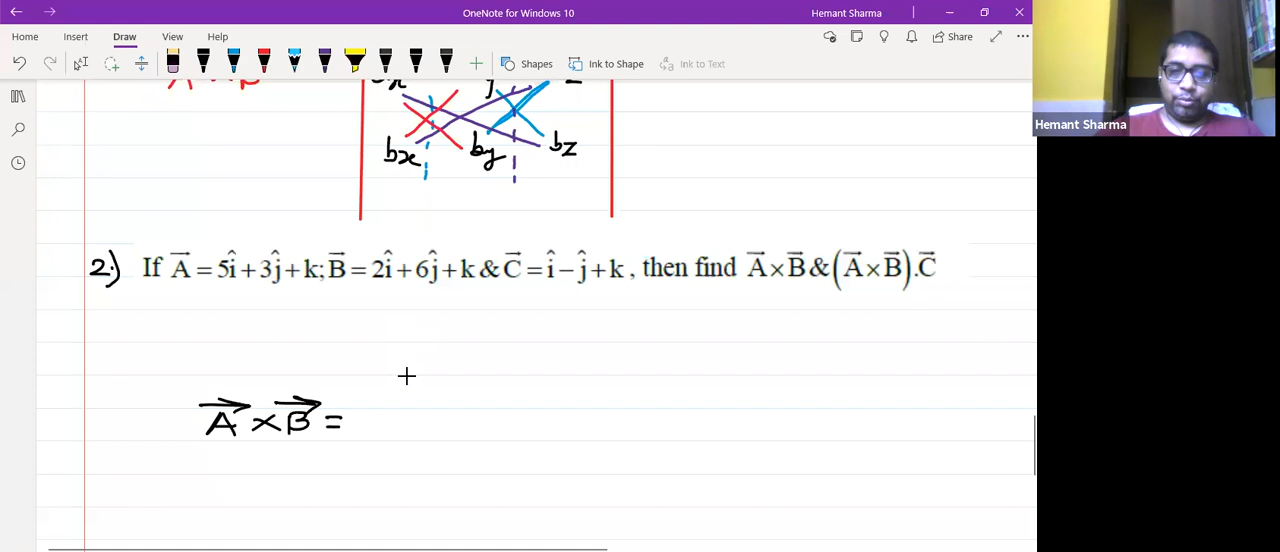 OneNote for Windows 10
Hemant Sharma
Home Insert Draw View Help
Share
Shapes Ink to Shape Ink to Text
Hemant Sharma
bx by bz
2.) If A⃗ = 5î + 3ĵ + k; B⃗ = 2î + 6ĵ + k & C⃗ = î − ĵ + k , then find A⃗ × B⃗ & (A⃗ × B⃗).C⃗
A⃗ × B⃗ =